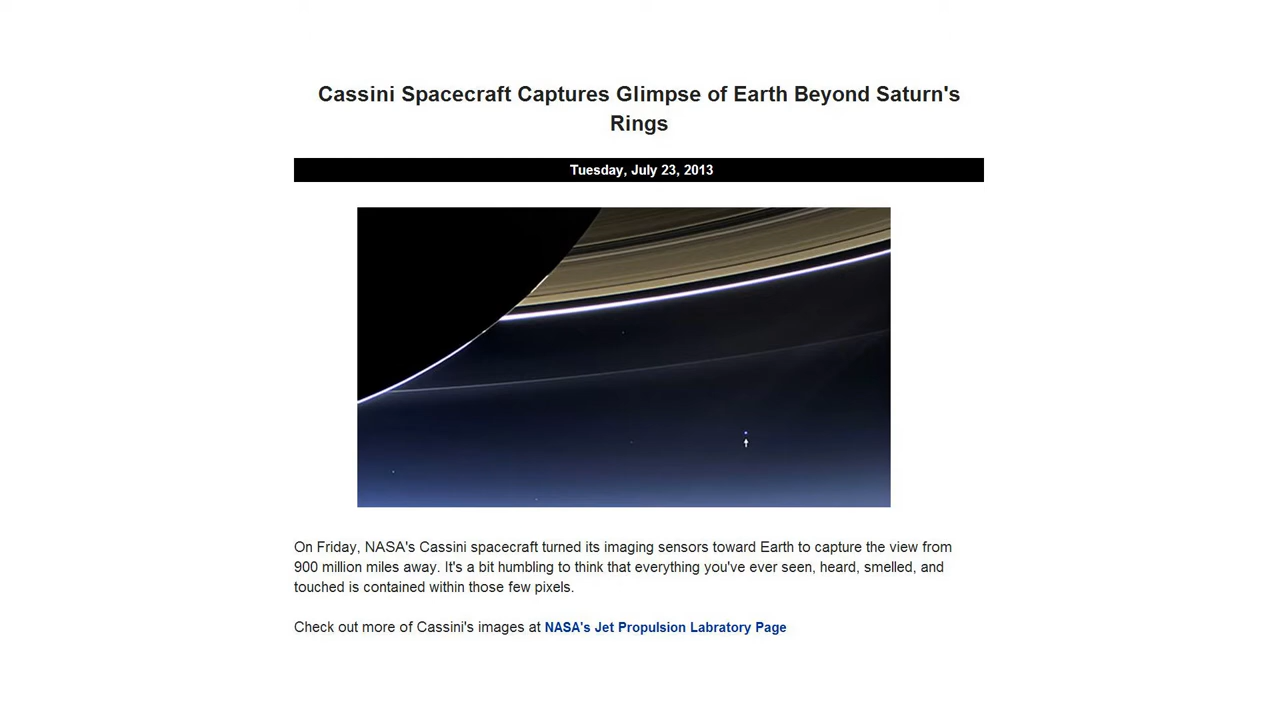 Cassini Spacecraft Captures Glimpse of Earth Beyond Saturn's
Rings
Tuesday, July 23, 2013
On Friday, NASA's Cassini spacecraft turned its imaging sensors toward Earth to capture the view from
900 million miles away. It's a bit humbling to think that everything you've ever seen, heard, smelled, and
touched is contained within those few pixels.
Check out more of Cassini's images at NASA's Jet Propulsion Labratory Page